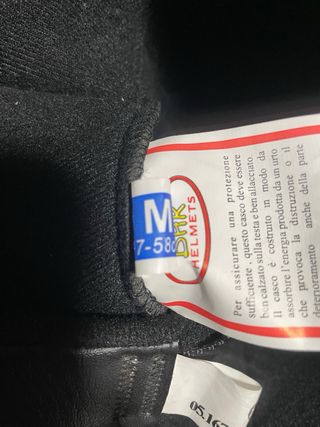 M
7-58c
DMK
HELMETS
Per assicurare una protezione
sufficiente, questo casco deve essere
ben calzato sulla testa e ben allacciato.
Il casco è costruito in modo da
assorbire l'energia prodotta da un urto
che provoca la distruzione o il
deterioramento anche della parte
05.16